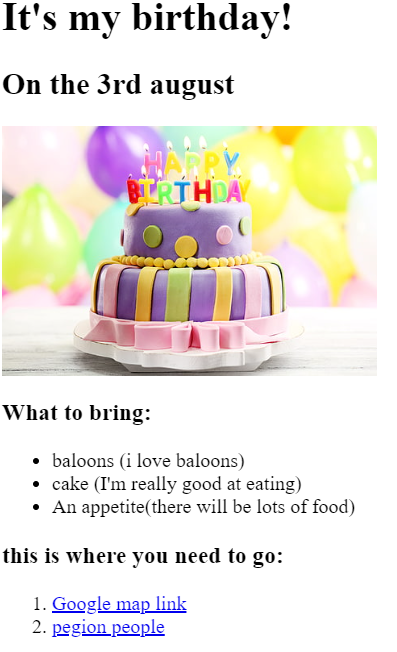 It's my birthday!
On the 3rd august
HAPPY
BIRTHDAY
What to bring:
baloons (i love baloons)
cake (I'm really good at eating)
An appetite(there will be lots of food)
this is where you need to go:
1. Google map link
2. pegion people